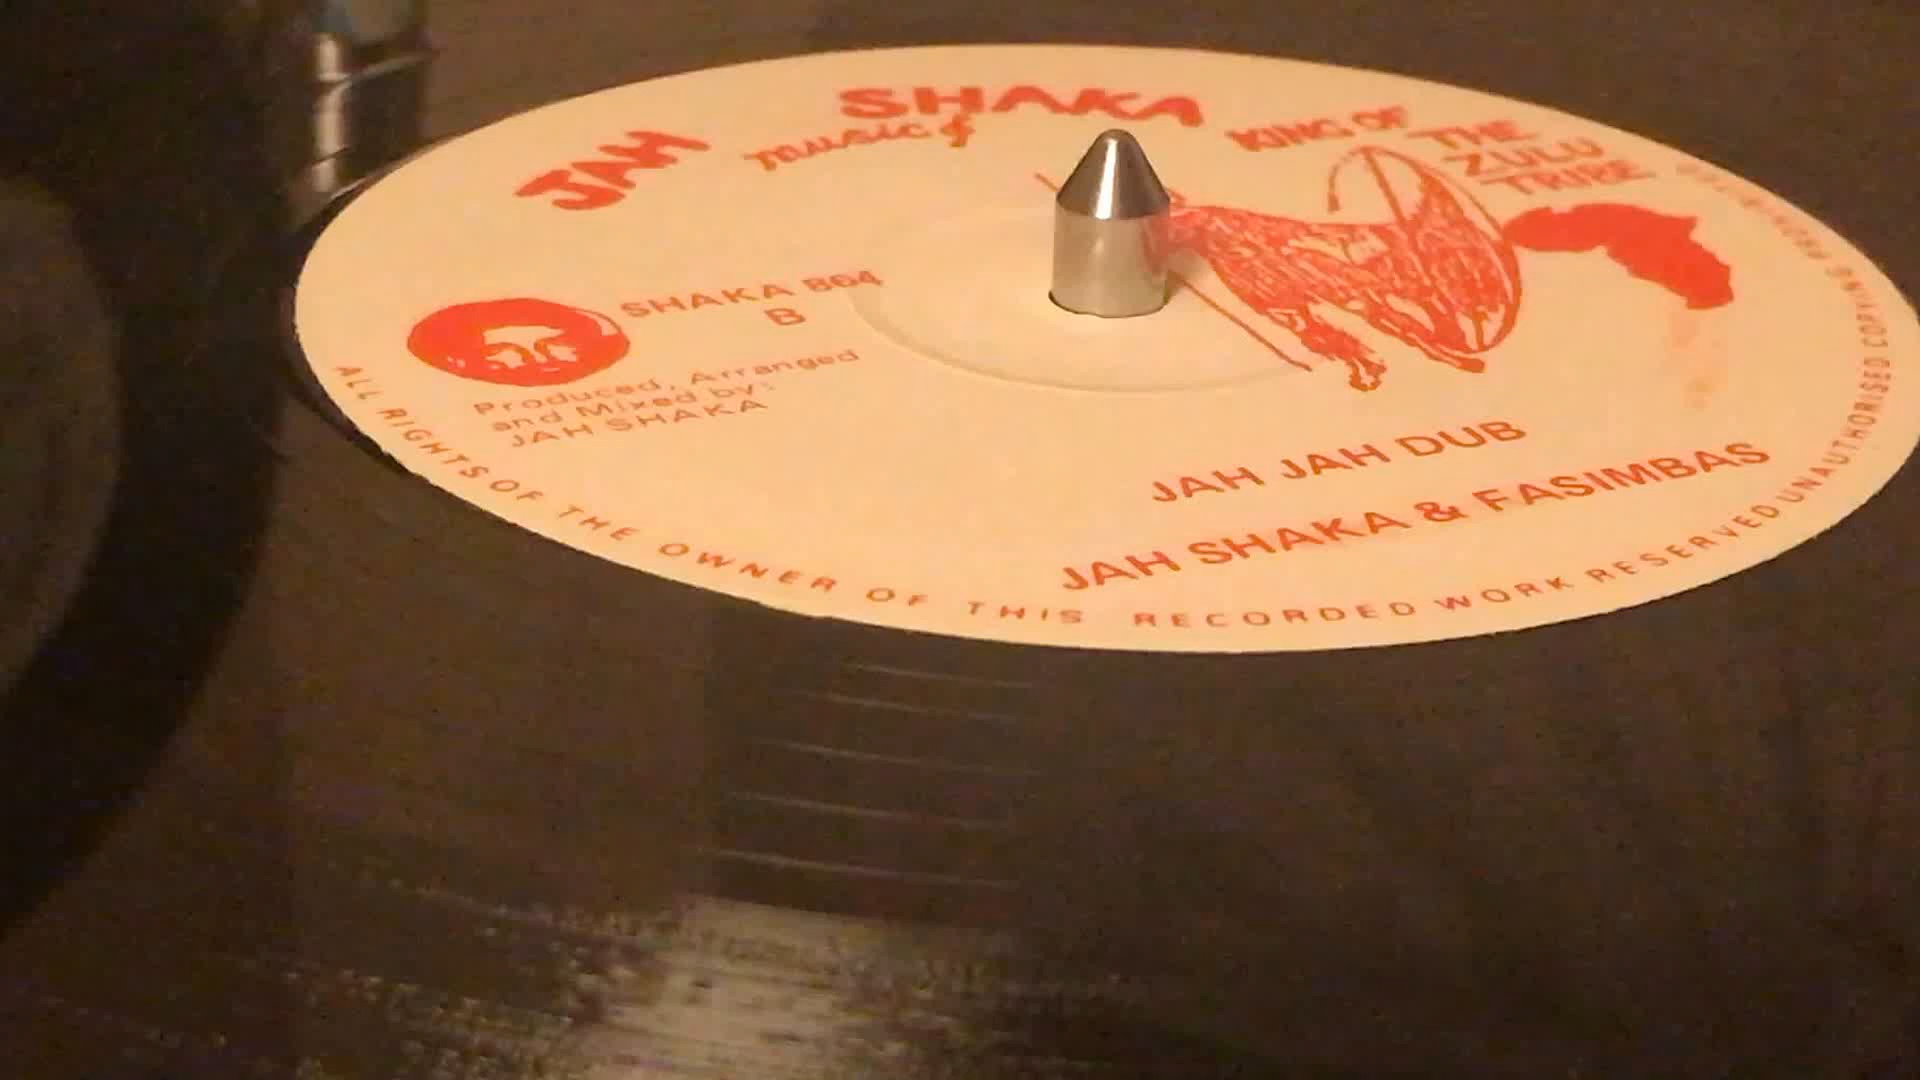 JAH SHAKA
music
KING OF
THE
ZULU
TRIBE
SHAKA 864
B
Produced, Arranged
and Mixed by:
JAH SHAKA
JAH JAH DUB
JAH SHAKA & FASIMBAS
ALL RIGHTS OF THE OWNER OF THIS RECORDED WORK RESERVED UNAUTHORISED COPYING